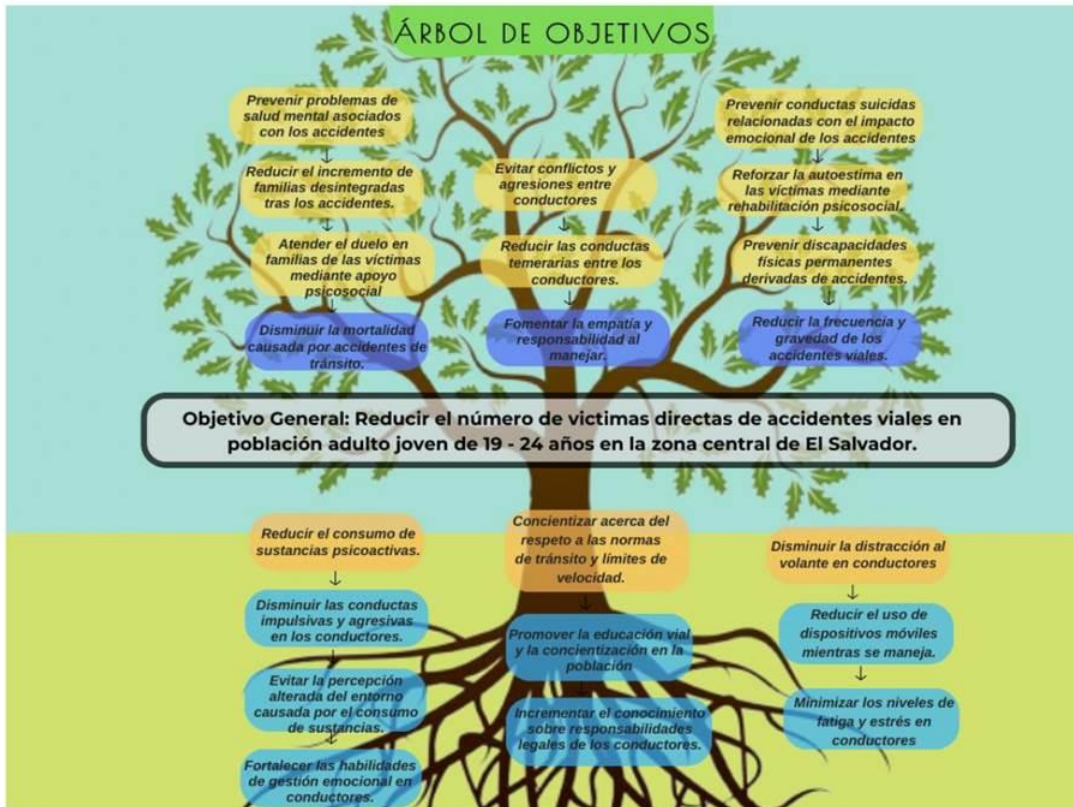 ÁRBOL DE OBJETIVOS
Prevenir problemas de
salud mental asociados
con los accidentes
Reducir el incremento de
familias desintegradas
tras los accidentes.
Atender el duelo en
familias de las víctimas
mediante apoyo
psicosocial
Disminuir la mortalidad
causada por accidentes de
tránsito.
Evitar conflictos y
agresiones entre
conductores
Reducir las conductas
temerarias entre los
conductores.
Fomentar la empatía y
responsabilidad al
manejar.
Prevenir conductas suicidas
relacionadas con el impacto
emocional de los accidentes
Reforzar la autoestima en
las víctimas mediante
rehabilitación psicosocial.
Prevenir discapacidades
físicas permanentes
derivadas de accidentes.
Reducir la frecuencia y
gravedad de los
accidentes viales.
Objetivo General: Reducir el número de victimas directas de accidentes viales en
población adulto joven de 19 - 24 años en la zona central de El Salvador.
Reducir el consumo de
sustancias psicoactivas.
Disminuir las conductas
impulsivas y agresivas
en los conductores.
Evitar la percepción
alterada del entorno
causada por el consumo
de sustancias.
Fortalecer las habilidades
de gestión emocional en
conductores.
Concientizar acerca del
respeto a las normas
de tránsito y límites de
velocidad.
Promover la educación vial
y la concientización en la
población
Incrementar el conocimiento
sobre responsabilidades
legales de los conductores.
Disminuir la distracción al
volante en conductores
Reducir el uso de
dispositivos móviles
mientras se maneja.
Minimizar los niveles de
fatiga y estrés en
conductores